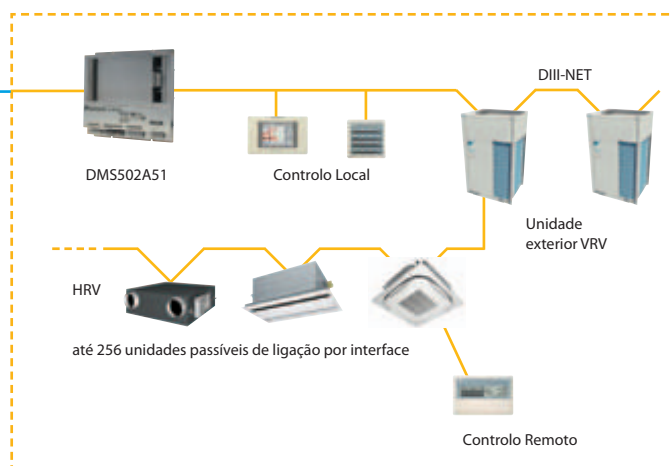 DIII-NET
DMS502A51
Controlo Local
Unidade
exterior VRV
HRV
até 256 unidades passíveis de ligação por interface
Controlo Remoto